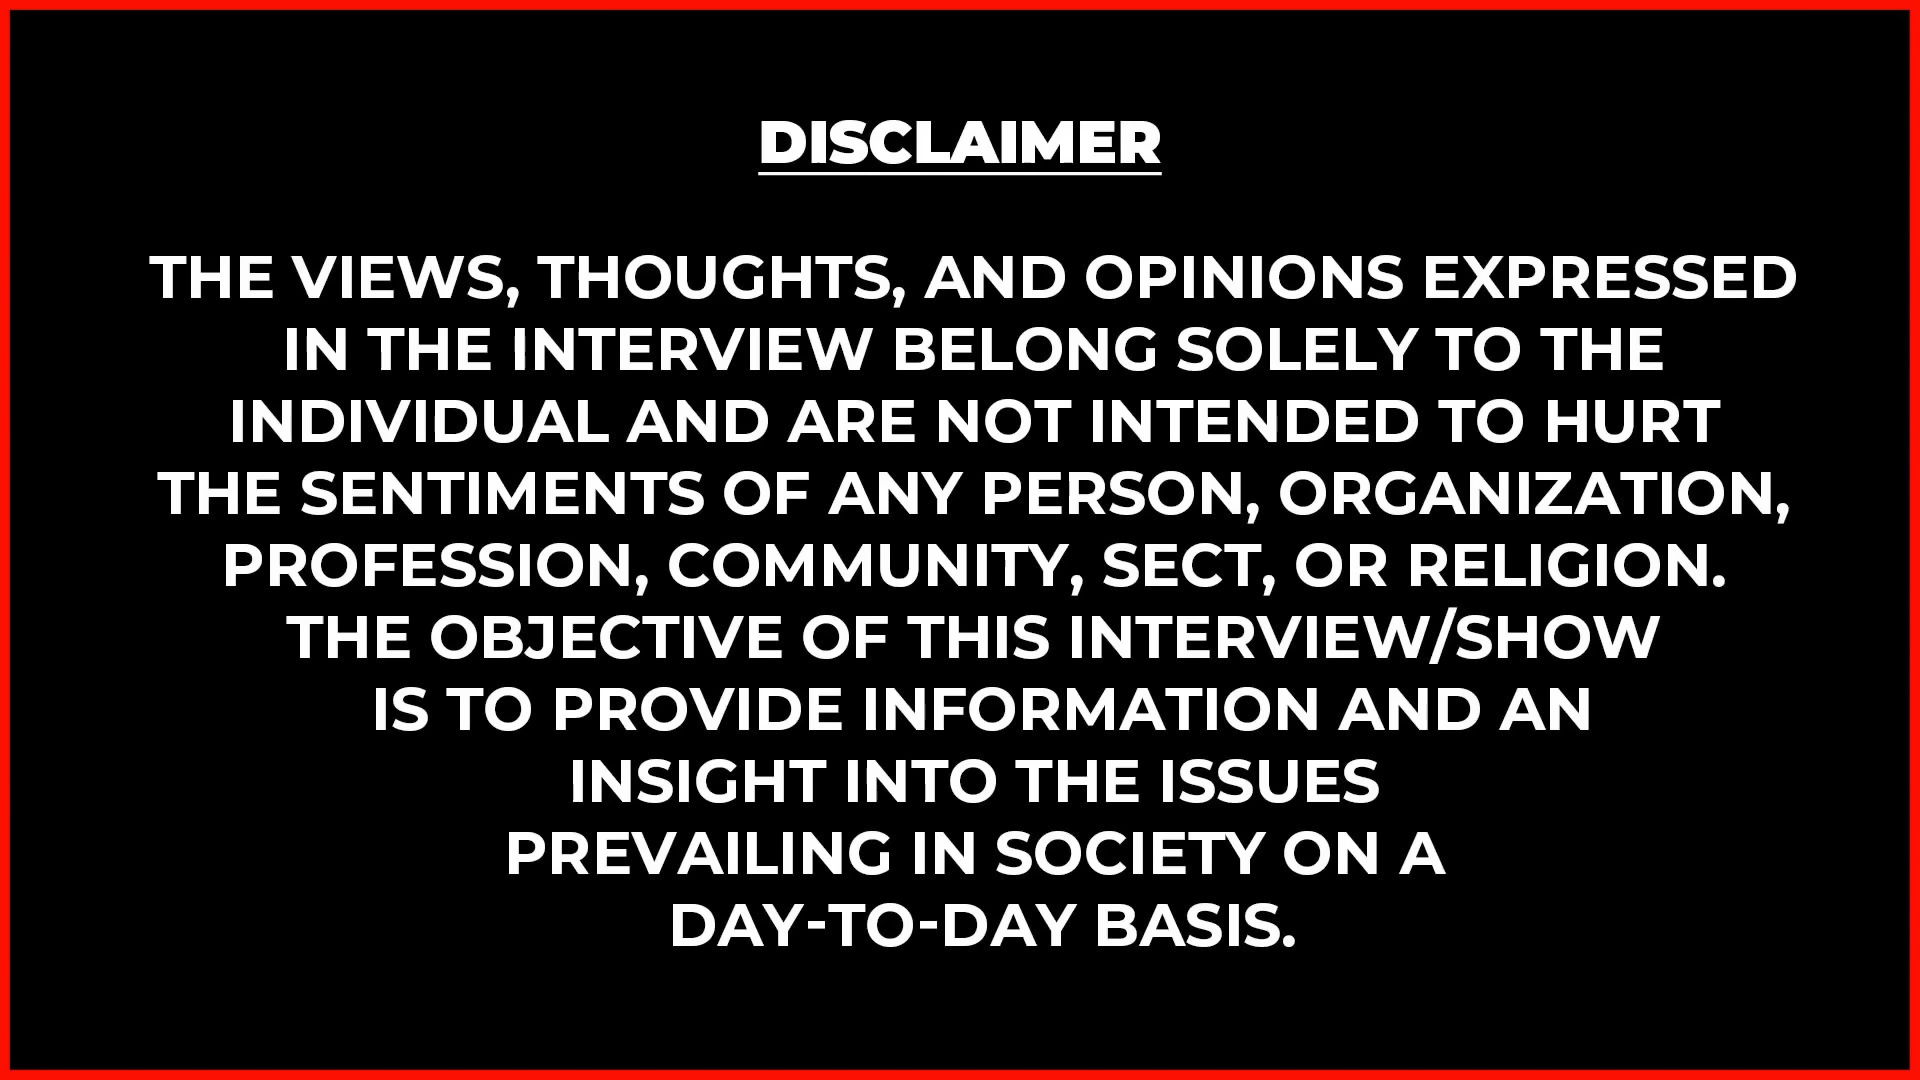 DISCLAIMER
THE VIEWS, THOUGHTS, AND OPINIONS EXPRESSED
IN THE INTERVIEW BELONG SOLELY TO THE
INDIVIDUAL AND ARE NOT INTENDED TO HURT
THE SENTIMENTS OF ANY PERSON, ORGANIZATION,
PROFESSION, COMMUNITY, SECT, OR RELIGION.
THE OBJECTIVE OF THIS INTERVIEW/SHOW
IS TO PROVIDE INFORMATION AND AN
INSIGHT INTO THE ISSUES
PREVAILING IN SOCIETY ON A
DAY-TO-DAY BASIS.